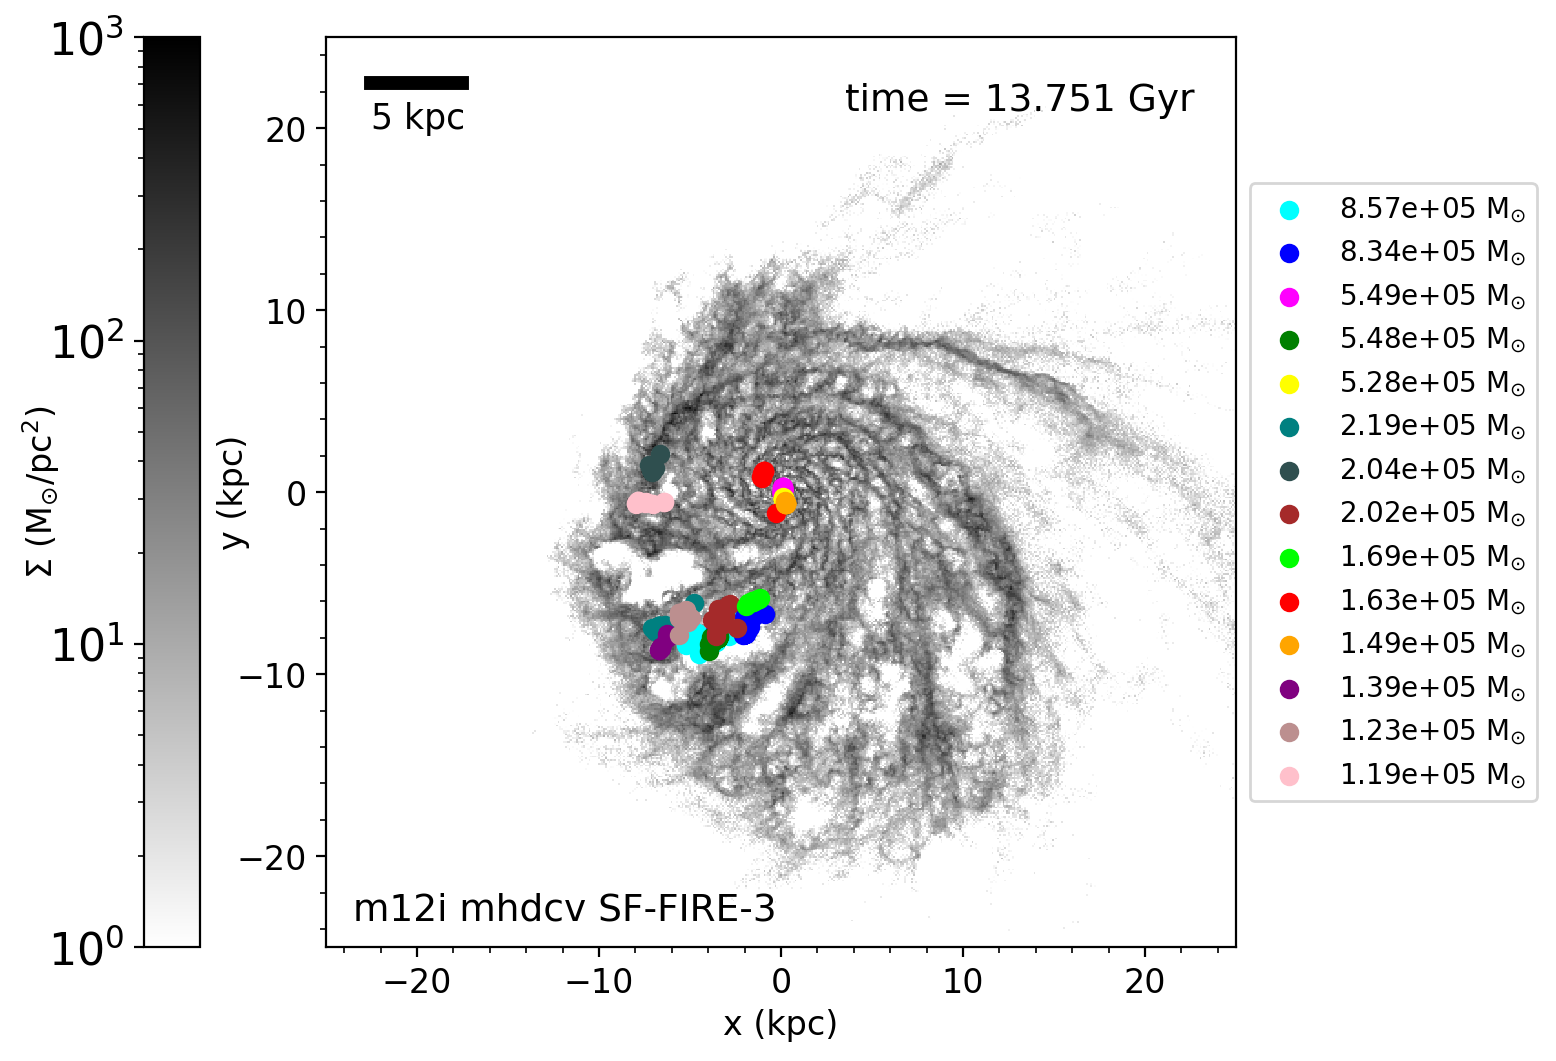 10³
10²
10¹
10⁰
Σ (M⊙/pc²)
y (kpc)
20
10
0
−10
−20
5 kpc
time = 13.751 Gyr
m12i mhdcv SF-FIRE-3
−20
−10
0
10
20
x (kpc)
8.57e+05 M⊙
8.34e+05 M⊙
5.49e+05 M⊙
5.48e+05 M⊙
5.28e+05 M⊙
2.19e+05 M⊙
2.04e+05 M⊙
2.02e+05 M⊙
1.69e+05 M⊙
1.63e+05 M⊙
1.49e+05 M⊙
1.39e+05 M⊙
1.23e+05 M⊙
1.19e+05 M⊙